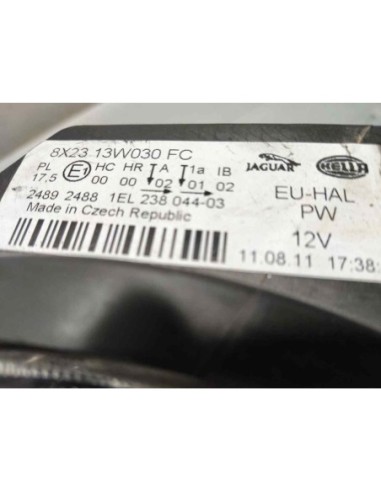 8X23 13W030 FC
PL E1 HC HR A 1a IB
17,5 00 00 02 01 02
2489 2488 1EL 238 044-03
Made in Czech Republic
JAGUAR HELLA
EU-HAL
PW
12V
11.08.11 17:38: